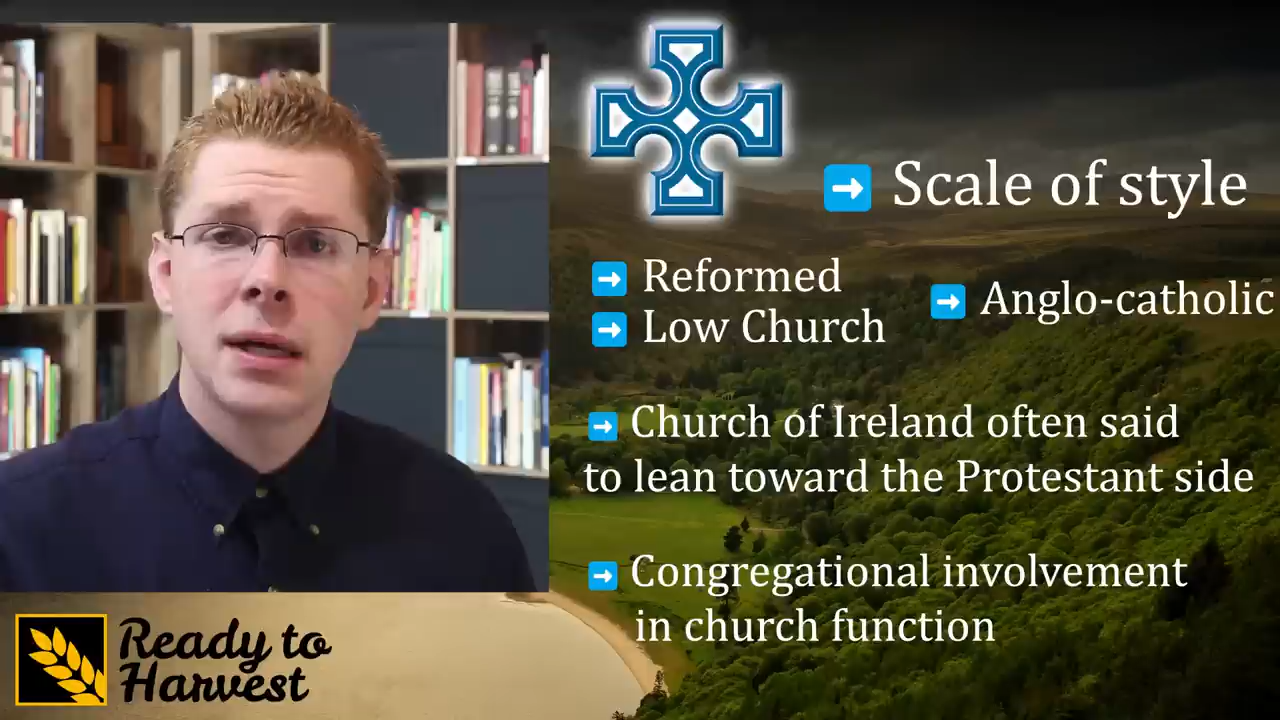 Scale of style
Reformed
Low Church
Anglo-catholic
Church of Ireland often said
to lean toward the Protestant side
Congregational involvement
in church function
Ready to
Harvest